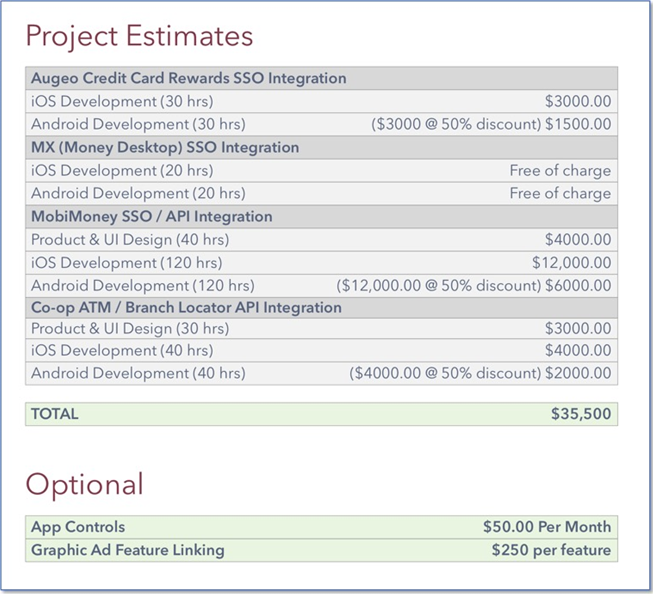 Project Estimates
Augeo Credit Card Rewards SSO Integration
iOS Development (30 hrs) $3000.00
Android Development (30 hrs) ($3000 @ 50% discount) $1500.00
MX (Money Desktop) SSO Integration
iOS Development (20 hrs) Free of charge
Android Development (20 hrs) Free of charge
MobiMoney SSO / API Integration
Product & UI Design (40 hrs) $4000.00
iOS Development (120 hrs) $12,000.00
Android Development (120 hrs) ($12,000.00 @ 50% discount) $6000.00
Co-op ATM / Branch Locator API Integration
Product & UI Design (30 hrs) $3000.00
iOS Development (40 hrs) $4000.00
Android Development (40 hrs) ($4000.00 @ 50% discount) $2000.00
TOTAL $35,500
Optional
App Controls $50.00 Per Month
Graphic Ad Feature Linking $250 per feature